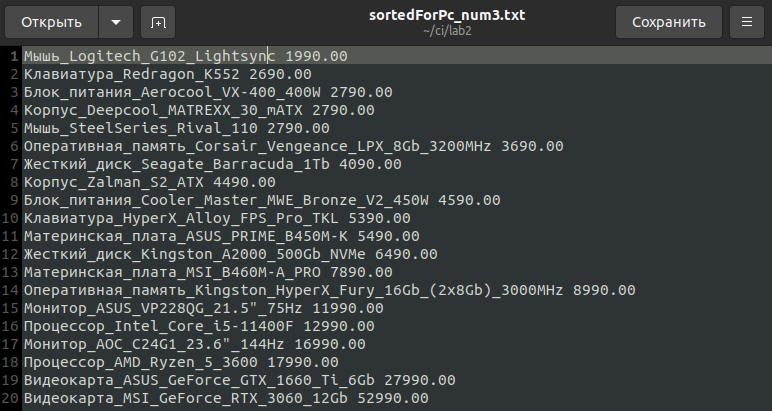 Открыть
sortedForPc_num3.txt
~/ci/lab2
Сохранить
1 Мышь_Logitech_G102_Lightsync 1990.00
2 Клавиатура_Redragon_K552 2690.00
3 Блок_питания_Aerocool_VX-400_400W 2790.00
4 Корпус_Deepcool_MATREXX_30_mATX 2790.00
5 Мышь_SteelSeries_Rival_110 2790.00
6 Оперативная_память_Corsair_Vengeance_LPX_8Gb_3200MHz 3690.00
7 Жесткий_диск_Seagate_Barracuda_1Tb 4090.00
8 Корпус_Zalman_S2_ATX 4490.00
9 Блок_питания_Cooler_Master_MWE_Bronze_V2_450W 4590.00
10 Клавиатура_HyperX_Alloy_FPS_Pro_TKL 5390.00
11 Материнская_плата_ASUS_PRIME_B450M-K 5490.00
12 Жесткий_диск_Kingston_A2000_500Gb_NVMe 6490.00
13 Материнская_плата_MSI_B460M-A_PRO 7890.00
14 Оперативная_память_Kingston_HyperX_Fury_16Gb_(2x8Gb)_3000MHz 8990.00
15 Монитор_ASUS_VP228QG_21.5"_75Hz 11990.00
16 Процессор_Intel_Core_i5-11400F 12990.00
17 Монитор_AOC_C24G1_23.6"_144Hz 16990.00
18 Процессор_AMD_Ryzen_5_3600 17990.00
19 Видеокарта_ASUS_GeForce_GTX_1660_Ti_6Gb 27990.00
20 Видеокарта_MSI_GeForce_RTX_3060_12Gb 52990.00